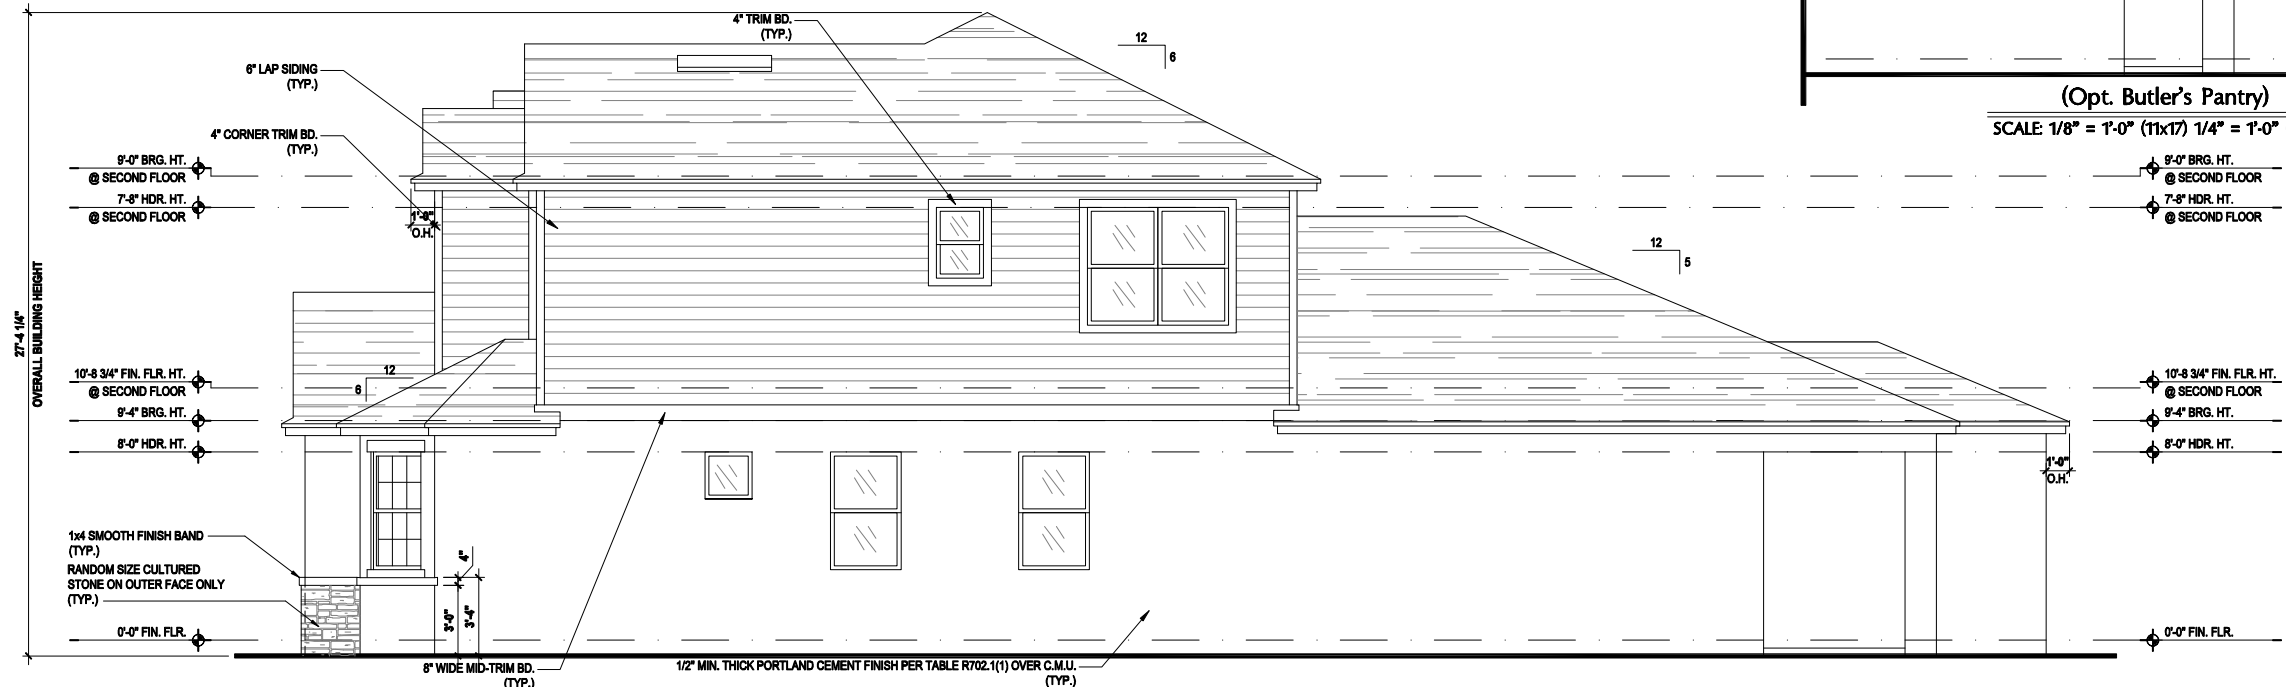 4" TRIM BD.
(TYP.)
12
6
6" LAP SIDING
(TYP.)
(Opt. Butler's Pantry)
SCALE: 1/8" = 1'-0" (11x17) 1/4" = 1'-0"
4" CORNER TRIM BD.
(TYP.)
9'-0" BRG. HT.
@ SECOND FLOOR
7'-8" HDR. HT.
@ SECOND FLOOR
1'-0"
O.H.
9'-0" BRG. HT.
@ SECOND FLOOR
7'-8" HDR. HT.
@ SECOND FLOOR
12
5
27'-4 1/4"
OVERALL BUILDING HEIGHT
12
6
10'-8 3/4" FIN. FLR. HT.
@ SECOND FLOOR
9'-4" BRG. HT.
8'-0" HDR. HT.
10'-8 3/4" FIN. FLR. HT.
@ SECOND FLOOR
9'-4" BRG. HT.
8'-0" HDR. HT.
1'-0"
O.H.
1x4 SMOOTH FINISH BAND
(TYP.)
RANDOM SIZE CULTURED
STONE ON OUTER FACE ONLY
(TYP.)
4"
3'-0"
3'-4"
0'-0" FIN. FLR.
0'-0" FIN. FLR.
8" WIDE MID-TRIM BD.
(TYP.)
1/2" MIN. THICK PORTLAND CEMENT FINISH PER TABLE R702.1(1) OVER C.M.U.
(TYP.)